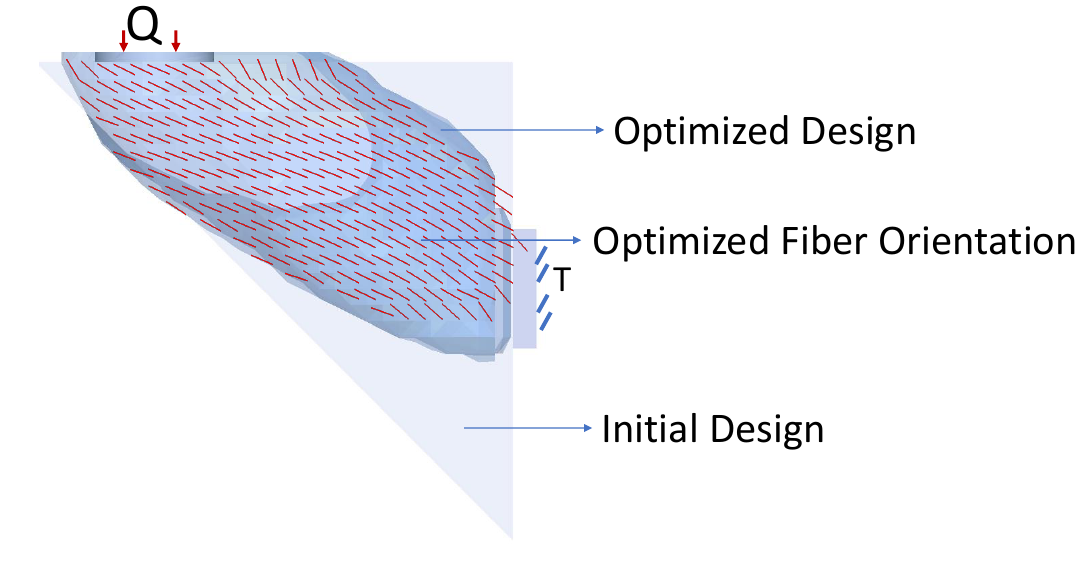 Q
Optimized Design
Optimized Fiber Orientation
T
Initial Design